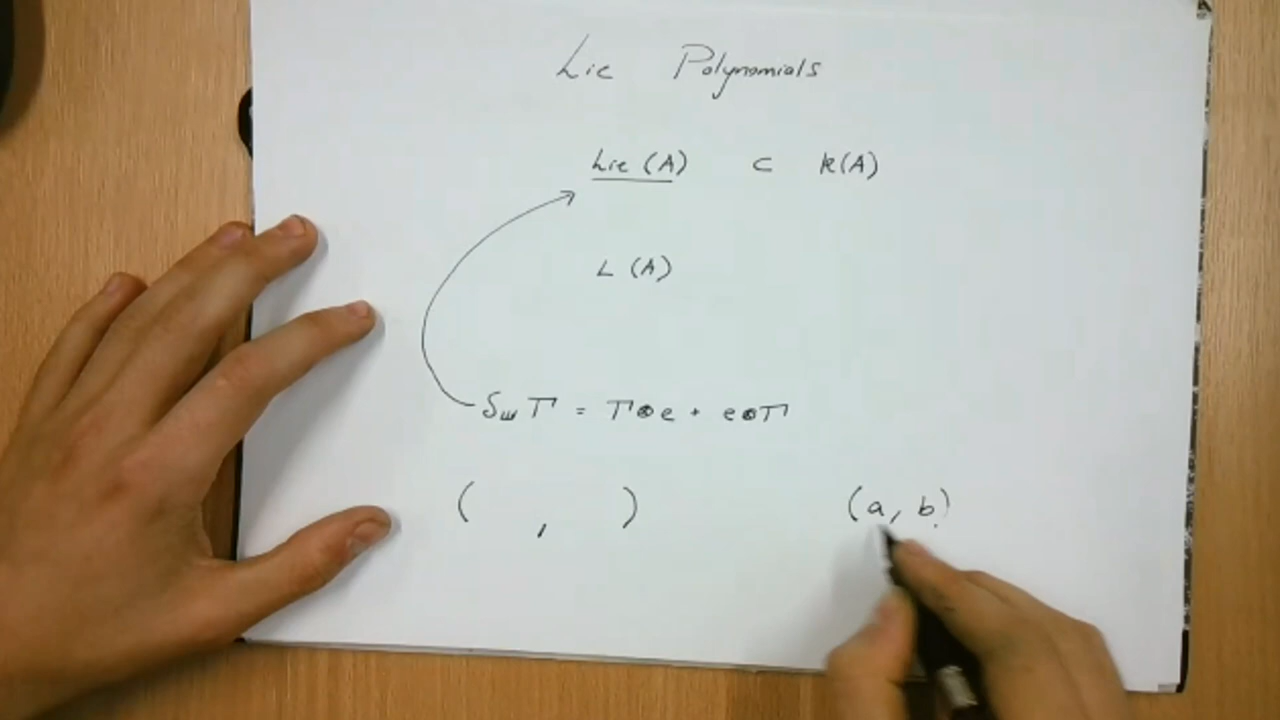 Lie Polynomials
Lie (A) ⊂ k(A)
L (A)
δ_ш Γ = Γ⊗e + e⊗Γ
( , ) (a, b)